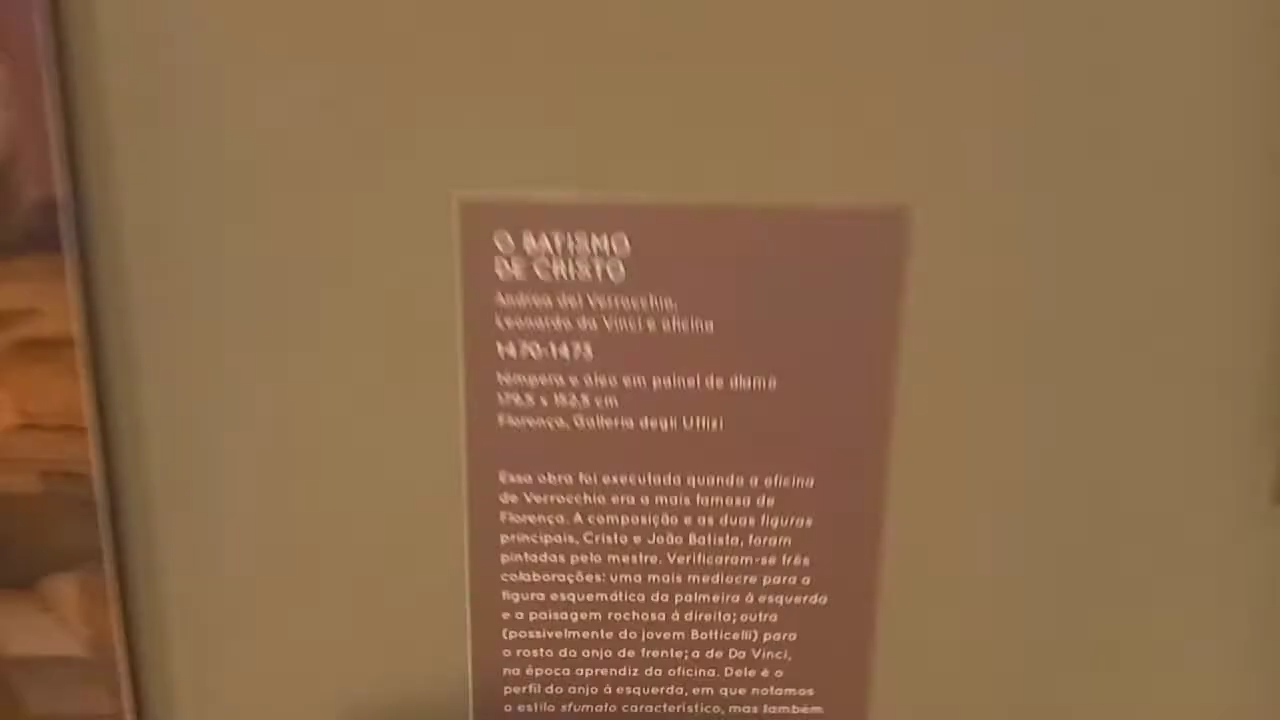 O BATISMO
DE CRISTO
Andrea del Verrocchio,
Leonardo da Vinci e oficina
1470-1475
têmpera e óleo em painel de álamo
179,5 x 152,5 cm
Florença, Galleria degli Uffizi
Essa obra foi executada quando a oficina
de Verrocchio era a mais famosa de
Florença. A composição e as duas figuras
principais, Cristo e João Batista, foram
pintadas pelo mestre. Verificaram-se três
colaborações: uma mais medíocre para a
figura esquemática da palmeira à esquerda
e a paisagem rochosa à direita; outra
(possivelmente do jovem Botticelli) para
o rosto do anjo de frente; a de Da Vinci,
na época aprendiz da oficina. Dele é o
perfil do anjo à esquerda, em que notamos
o estilo sfumato característico, mas também